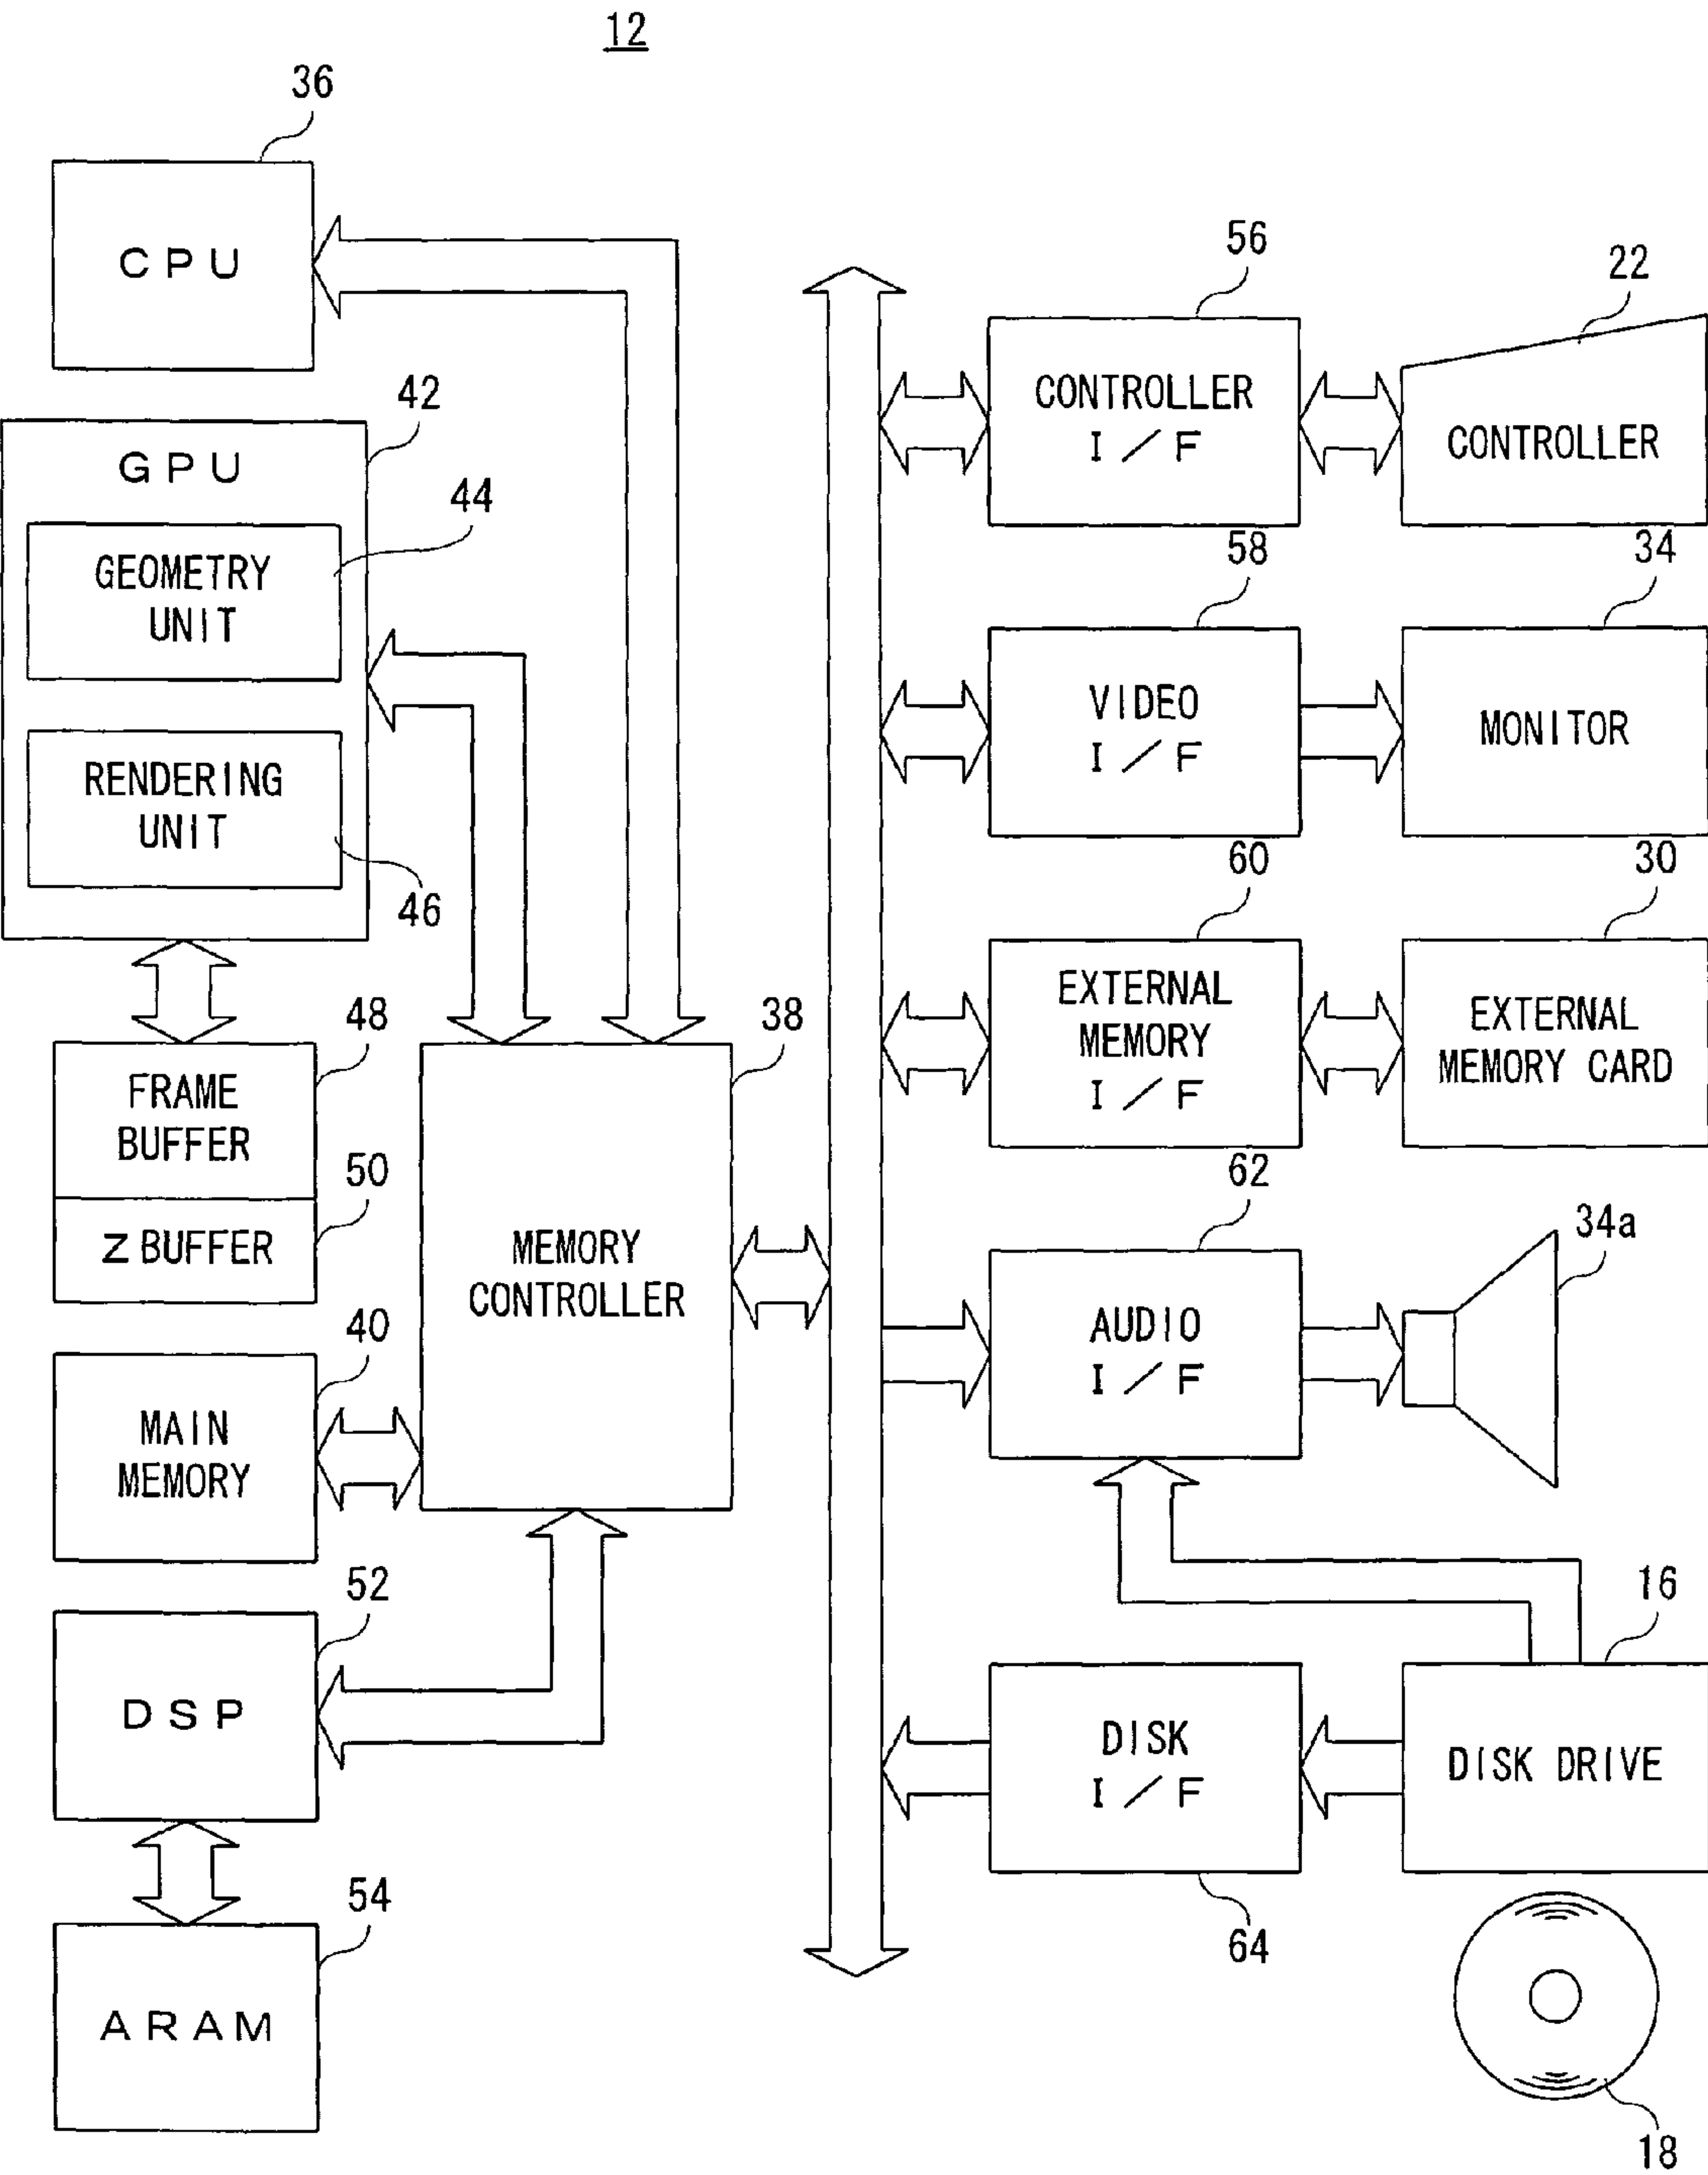 12
36
CPU
42
GPU
44
GEOMETRY
UNIT
RENDERING
UNIT
46
48
FRAME
BUFFER
50
Z BUFFER
40
MAIN
MEMORY
52
DSP
54
ARAM
38
MEMORY
CONTROLLER
56
CONTROLLER
I/F
22
CONTROLLER
58
VIDEO
I/F
34
MONITOR
60
EXTERNAL
MEMORY
I/F
30
EXTERNAL
MEMORY CARD
62
AUDIO
I/F
34a
16
DISK
I/F
64
DISK DRIVE
18